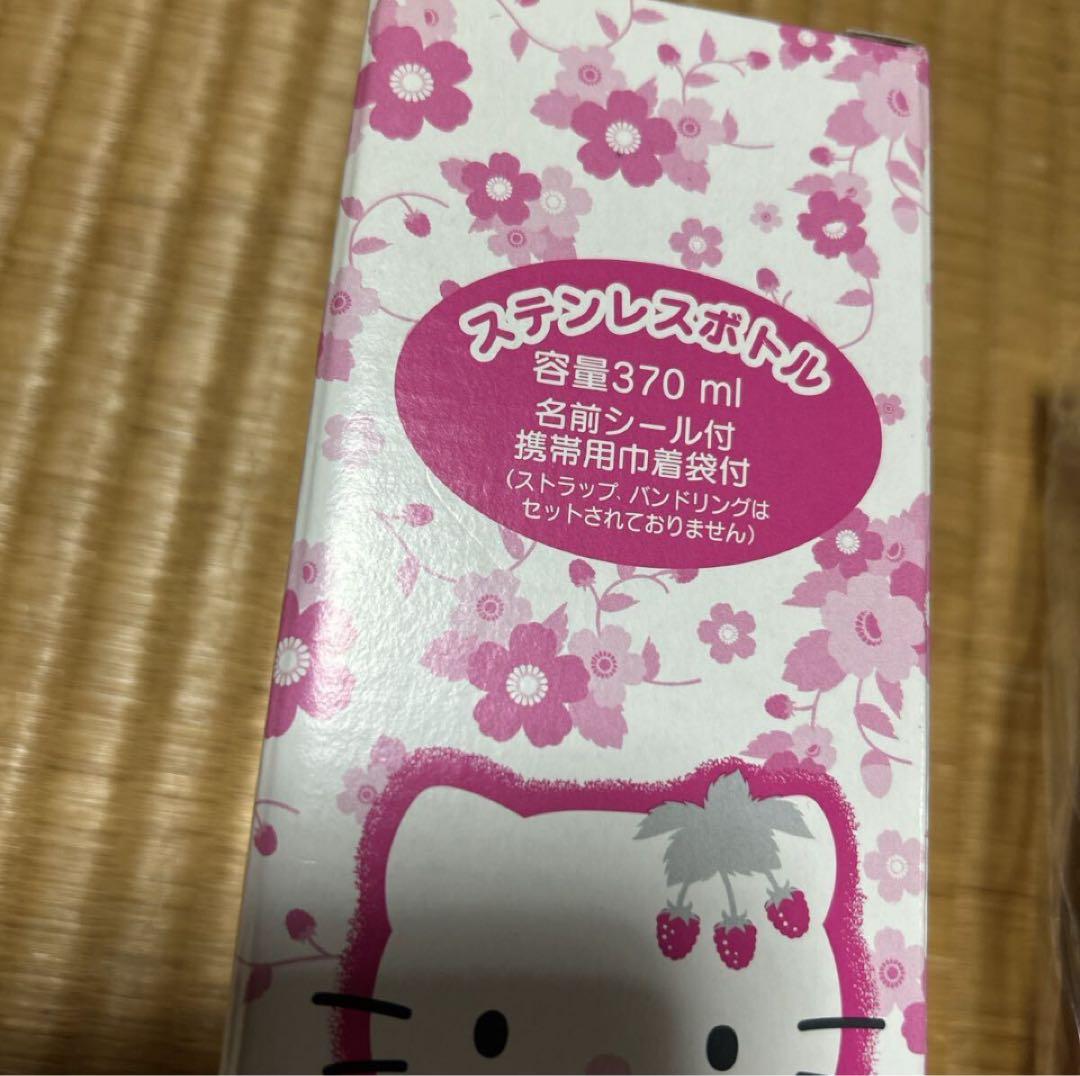 ステンレスボトル
容量370 ml
名前シール付
携帯用巾着袋付
（ストラップ、バンドリングは
セットされておりません）